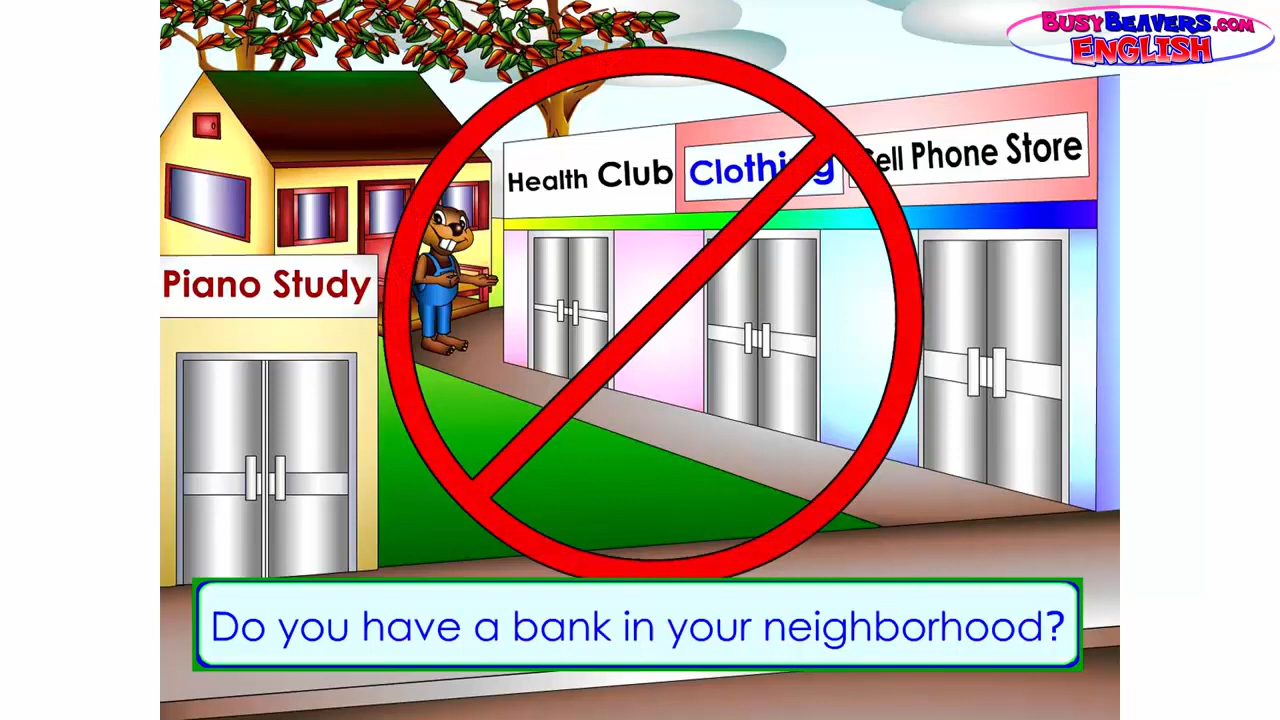 BusyBeavers.com
ENGLISH
Health Club
Clothing
Cell Phone Store
Piano Study
Do you have a bank in your neighborhood?